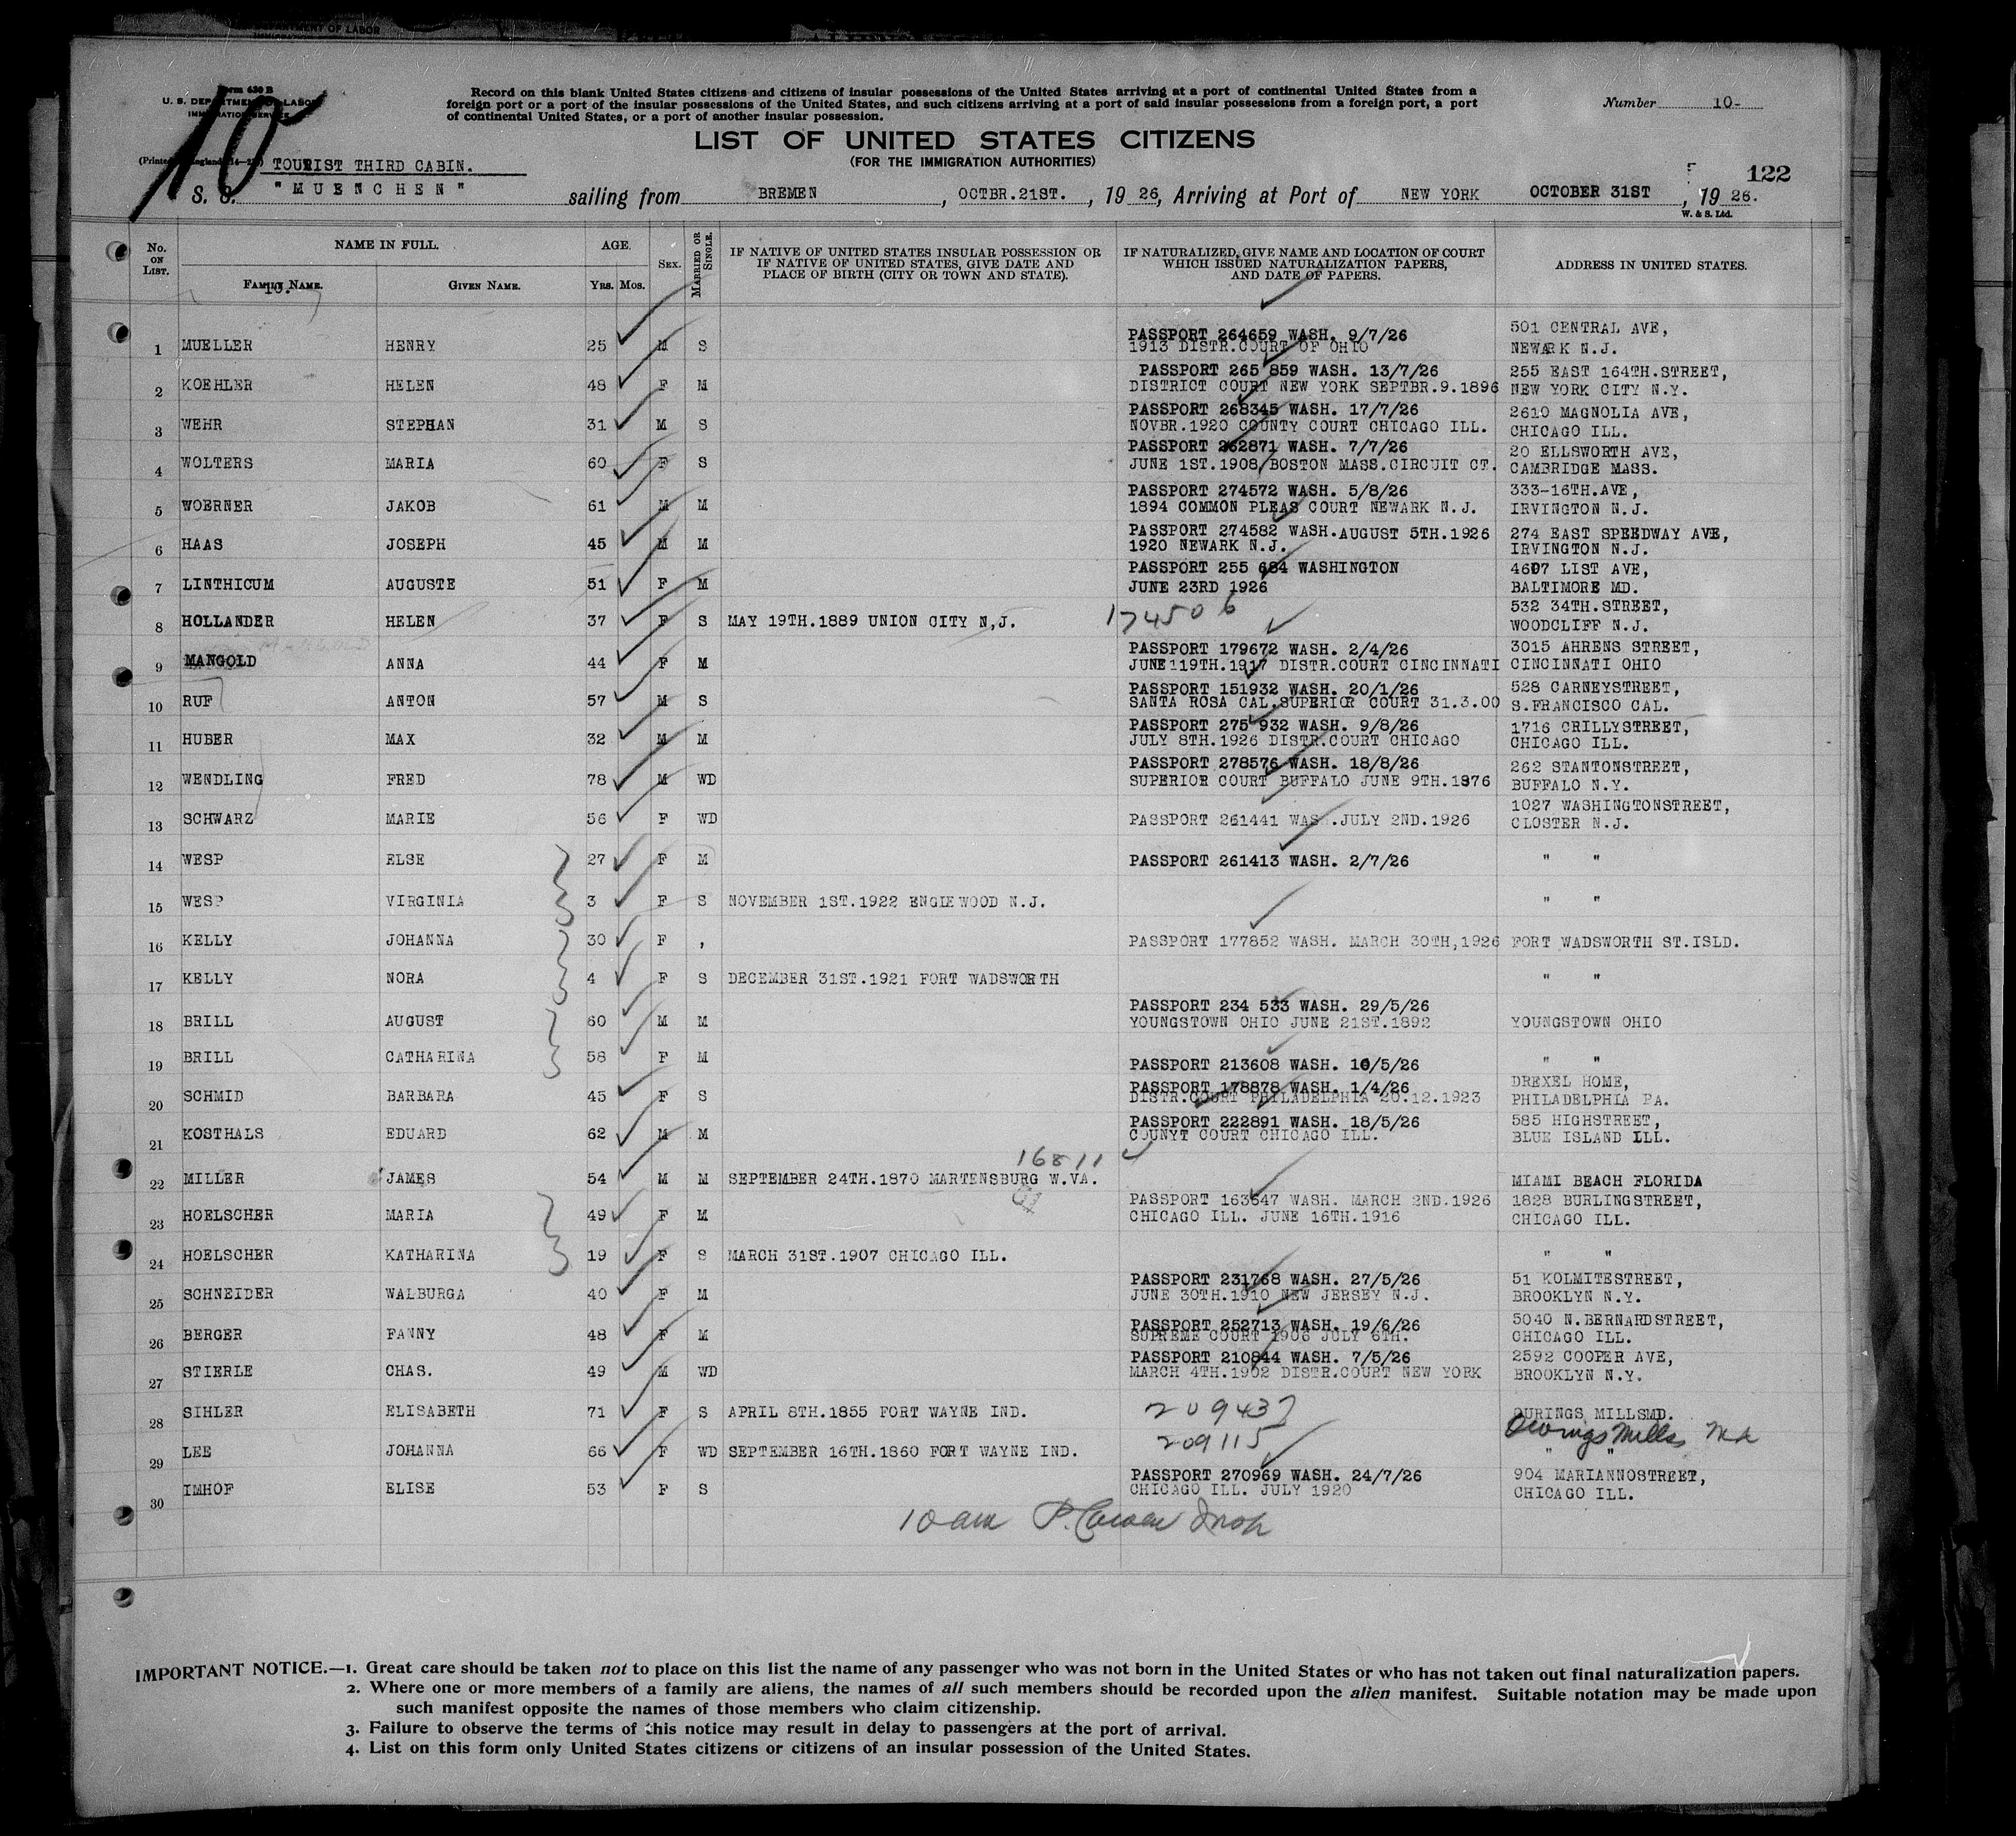 Form 630 B
U. S. DEPARTMENT OF LABOR
IMMIGRATION SERVICE
10
Record on this blank United States citizens and citizens of insular possessions of the United States arriving at a port of continental United States from a
foreign port or a port of the insular possessions of the United States, and such citizens arriving at a port of said insular possessions from a foreign port, a port
of continental United States, or a port of another insular possession.
Number 10-
LIST OF UNITED STATES CITIZENS
(FOR THE IMMIGRATION AUTHORITIES)
TOURIST THIRD CABIN.
122
S. S. "MUENCHEN" sailing from BREMEN, OCTBR.21ST., 1926, Arriving at Port of NEW YORK OCTOBER 31ST, 1926.
W. & S. Ltd.
No. ON LIST. NAME IN FULL. AGE. SEX. MARRIED OR SINGLE. IF NATIVE OF UNITED STATES INSULAR POSSESSION OR IF NATIVE OF UNITED STATES, GIVE DATE AND PLACE OF BIRTH (CITY OR TOWN AND STATE). IF NATURALIZED, GIVE NAME AND LOCATION OF COURT WHICH ISSUED NATURALIZATION PAPERS, AND DATE OF PAPERS. ADDRESS IN UNITED STATES.
FAMILY NAME. GIVEN NAME. YRS. MOS.
10.
PASSPORT 264659 WASH. 9/7/26 501 CENTRAL AVE,
1 MUELLER HENRY 25 M S 1913 DISTR.COURT OF OHIO NEWARK N.J.
PASSPORT 265 859 WASH. 13/7/26 255 EAST 164TH.STREET,
2 KOEHLER HELEN 48 F M DISTRICT COURT NEW YORK SEPTBR.9.1896 NEW YORK CITY N.Y.
PASSPORT 268345 WASH. 17/7/26 2610 MAGNOLIA AVE,
3 WEHR STEPHAN 31 M S NOVBR.1920 COUNTY COURT CHICAGO ILL. CHICAGO ILL.
PASSPORT 262871 WASH. 7/7/26 20 ELLSWORTH AVE,
4 WOLTERS MARIA 60 F S JUNE 1ST.1908/BOSTON MASS.CIRCUIT CT. CAMBRIDGE MASS.
PASSPORT 274572 WASH. 5/8/26 333-16TH.AVE,
5 WOERNER JAKOB 61 M M 1894 COMMON PLEAS COURT NEWARK N.J. IRVINGTON N.J.
PASSPORT 274582 WASH.AUGUST 5TH.1926 274 EAST SPEEDWAY AVE,
6 HAAS JOSEPH 45 M M 1920 NEWARK N.J. IRVINGTON N.J.
PASSPORT 255 684 WASHINGTON 4607 LIST AVE,
7 LINTHICUM AUGUSTE 51 F M JUNE 23RD 1926 BALTIMORE MD.
174506 532 34TH.STREET,
8 HOLLANDER HELEN 37 F S MAY 19TH.1889 UNION CITY N,J. WOODCLIFF N.J.
PASSPORT 179672 WASH. 2/4/26 3015 AHRENS STREET,
9 MANGOLD ANNA 44 F M JUNE119TH.1917 DISTR.COURT CINCINNATI CINCINNATI OHIO
PASSPORT 151932 WASH. 20/1/26 528 CARNEYSTREET,
10 RUF ANTON 57 M S SANTA ROSA CAL.SUPERIOR COURT 31.3.00 S.FRANCISCO CAL.
PASSPORT 275 932 WASH. 9/8/26 1716 CRILLYSTREET,
11 HUBER MAX 32 M M JULY 8TH.1926 DISTR.COURT CHICAGO CHICAGO ILL.
PASSPORT 278576 WASH. 18/8/26 262 STANTONSTREET,
12 WENDLING FRED 78 M WD SUPERIOR COURT BUFFALO JUNE 9TH.1876 BUFFALO N.Y.
1027 WASHINGTONSTREET,
13 SCHWARZ MARIE 56 F WD PASSPORT 261441 WASH.JULY 2ND.1926 CLOSTER N.J.
14 WESP ELSE 27 F M PASSPORT 261413 WASH. 2/7/26 " "
15 WESP VIRGINIA 3 F S NOVEMBER 1ST.1922 ENGLEWOOD N.J. " "
16 KELLY JOHANNA 30 F , PASSPORT 177852 WASH. MARCH 30TH,1926 FORT WADSWORTH ST.ISLD.
17 KELLY NORA 4 F S DECEMBER 31ST.1921 FORT WADSWORTH " "
PASSPORT 234 533 WASH. 29/5/26
18 BRILL AUGUST 60 M M YOUNGSTOWN OHIO JUNE 21ST.1892 YOUNGSTOWN OHIO
19 BRILL CATHARINA 58 F M PASSPORT 213608 WASH. 10/5/26 " "
PASSPORT 178878 WASH. 1/4/26 DREXEL HOME,
20 SCHMID BARBARA 45 F S DISTR.COURT PHILADELPHIA 20.12.1923 PHILADELPHIA PA.
PASSPORT 222891 WASH. 18/5/26 585 HIGHSTREET,
21 KOSTHALS EDUARD 62 M M COUNYT COURT CHICAGO ILL. BLUE ISLAND ILL.
16811
22 MILLER JAMES 54 M M SEPTEMBER 24TH.1870 MARTENSBURG W.VA. MIAMI BEACH FLORIDA
PASSPORT 163547 WASH. MARCH 2ND.1926 1828 BURLINGSTREET,
23 HOELSCHER MARIA 49 F M CHICAGO ILL. JUNE 16TH.1916 CHICAGO ILL.
24 HOELSCHER KATHARINA 19 F S MARCH 31ST.1907 CHICAGO ILL. " "
PASSPORT 231768 WASH. 27/5/26 51 KOLMITESTREET,
25 SCHNEIDER WALBURGA 40 F M JUNE 30TH.1910 NEW JERSEY N.J. BROOKLYN N.Y.
PASSPORT 252713 WASH. 19/6/26 5040 N.BERNARDSTREET,
26 BERGER FANNY 48 F M SUPREME COURT 1906 JULY 6TH. CHICAGO ILL.
PASSPORT 210844 WASH. 7/5/26 2592 COOPER AVE,
27 STIERLE CHAS. 49 M WD MARCH 4TH.1902 DISTR.COURT NEW YORK BROOKLYN N.Y.
28 SIHLER ELISABETH 71 F S APRIL 8TH.1855 FORT WAYNE IND. 209437 OURINGS MILLSMD.
Owings Mills Md
29 LEE JOHANNA 66 F WD SEPTEMBER 16TH.1860 FORT WAYNE IND. 209115 " "
PASSPORT 270969 WASH. 24/7/26 904 MARIANNOSTREET,
30 IMHOF ELISE 53 F S CHICAGO ILL. JULY 1920 CHICAGO ILL.
10 am P.
IMPORTANT NOTICE.—1. Great care should be taken not to place on this list the name of any passenger who was not born in the United States or who has not taken out final naturalization papers.
2. Where one or more members of a family are aliens, the names of all such members should be recorded upon the alien manifest. Suitable notation may be made upon
such manifest opposite the names of those members who claim citizenship.
3. Failure to observe the terms of this notice may result in delay to passengers at the port of arrival.
4. List on this form only United States citizens or citizens of an insular possession of the United States.